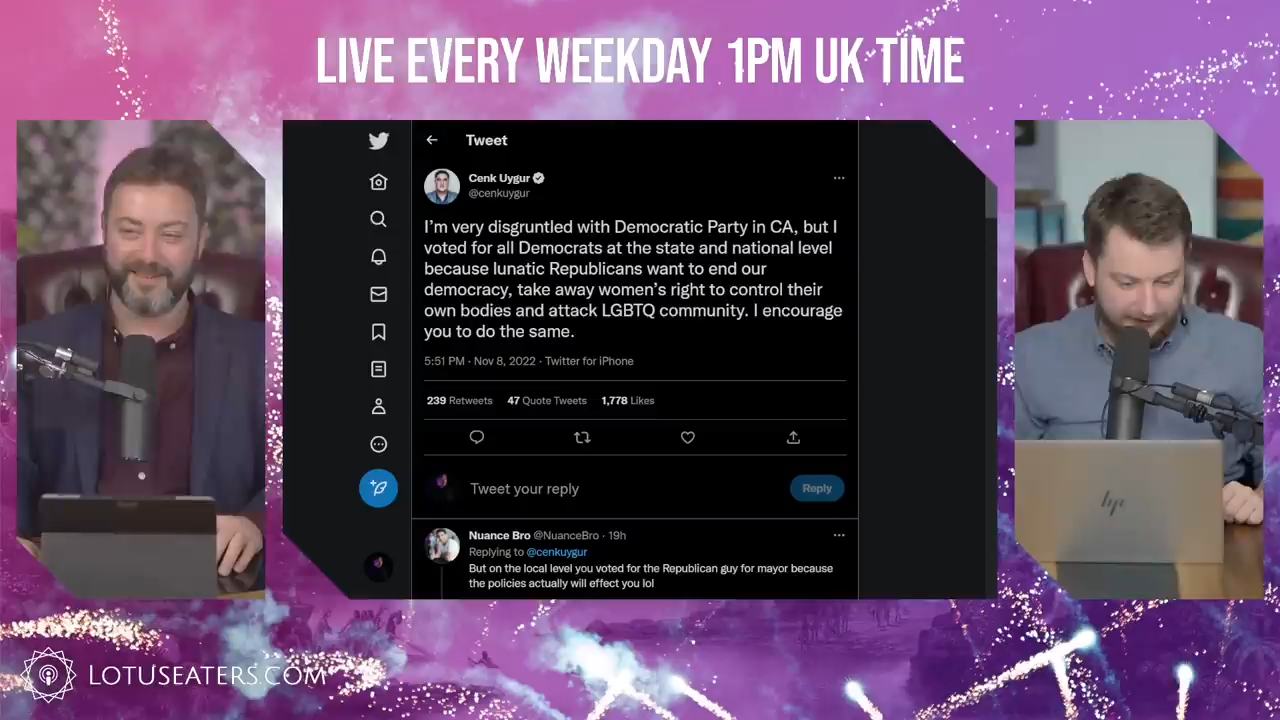 LIVE EVERY WEEKDAY 1PM UK TIME
Tweet
Cenk Uygur
@cenkuygur
I’m very disgruntled with Democratic Party in CA, but I
voted for all Democrats at the state and national level
because lunatic Republicans want to end our
democracy, take away women’s right to control their
own bodies and attack LGBTQ community. I encourage
you to do the same.
5:51 PM · Nov 8, 2022 · Twitter for iPhone
239 Retweets 47 Quote Tweets 1,778 Likes
Tweet your reply
Reply
Nuance Bro @NuanceBro · 19h
Replying to @cenkuygur
But on the local level you voted for the Republican guy for mayor because
the policies actually will effect you lol
hp
LOTUSEATERS.COM